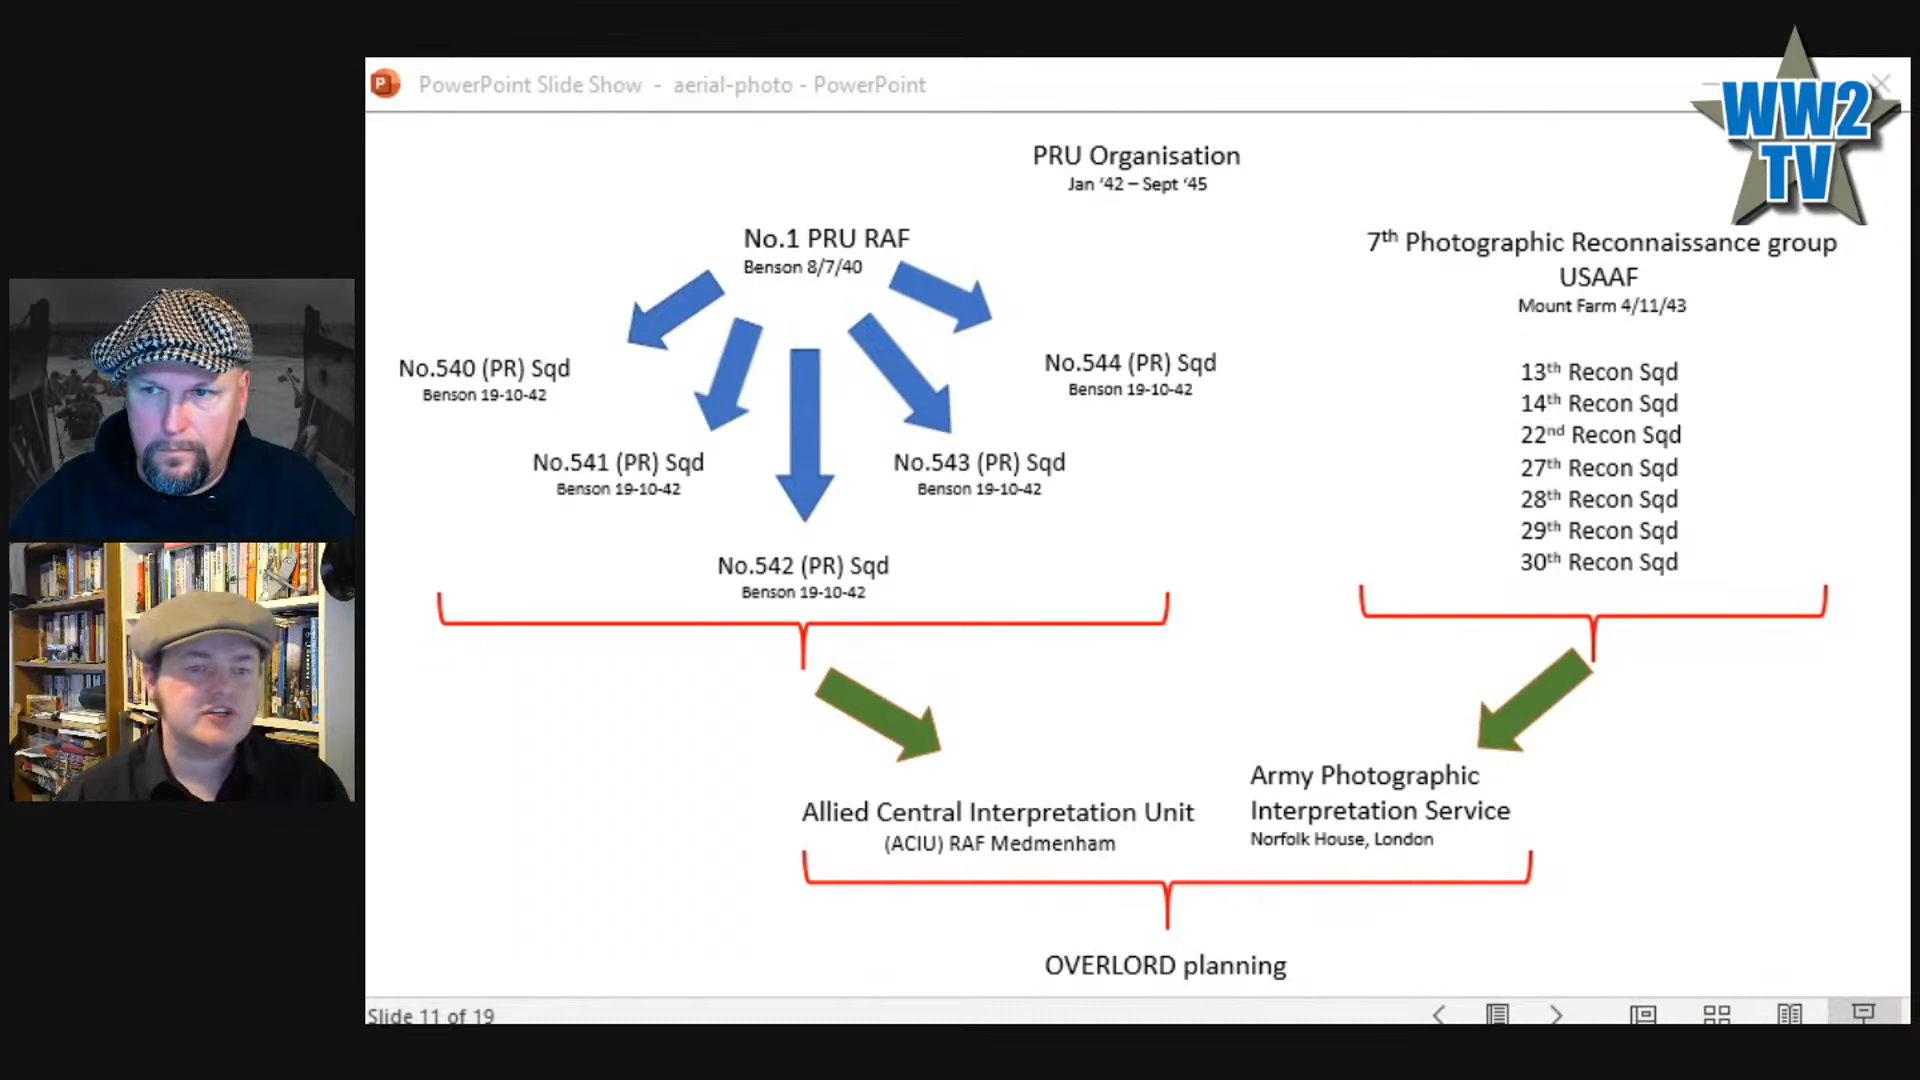 PowerPoint Slide Show - aerial-photo - PowerPoint
WW2
TV
PRU Organisation
Jan ‘42 – Sept ‘45
No.1 PRU RAF
Benson 8/7/40
No.540 (PR) Sqd
Benson 19-10-42
No.541 (PR) Sqd
Benson 19-10-42
No.542 (PR) Sqd
Benson 19-10-42
No.543 (PR) Sqd
Benson 19-10-42
No.544 (PR) Sqd
Benson 19-10-42
7th Photographic Reconnaissance group
USAAF
Mount Farm 4/11/43
13th Recon Sqd
14th Recon Sqd
22nd Recon Sqd
27th Recon Sqd
28th Recon Sqd
29th Recon Sqd
30th Recon Sqd
Allied Central Interpretation Unit
(ACIU) RAF Medmenham
Army Photographic
Interpretation Service
Norfolk House, London
OVERLORD planning
Slide 11 of 19